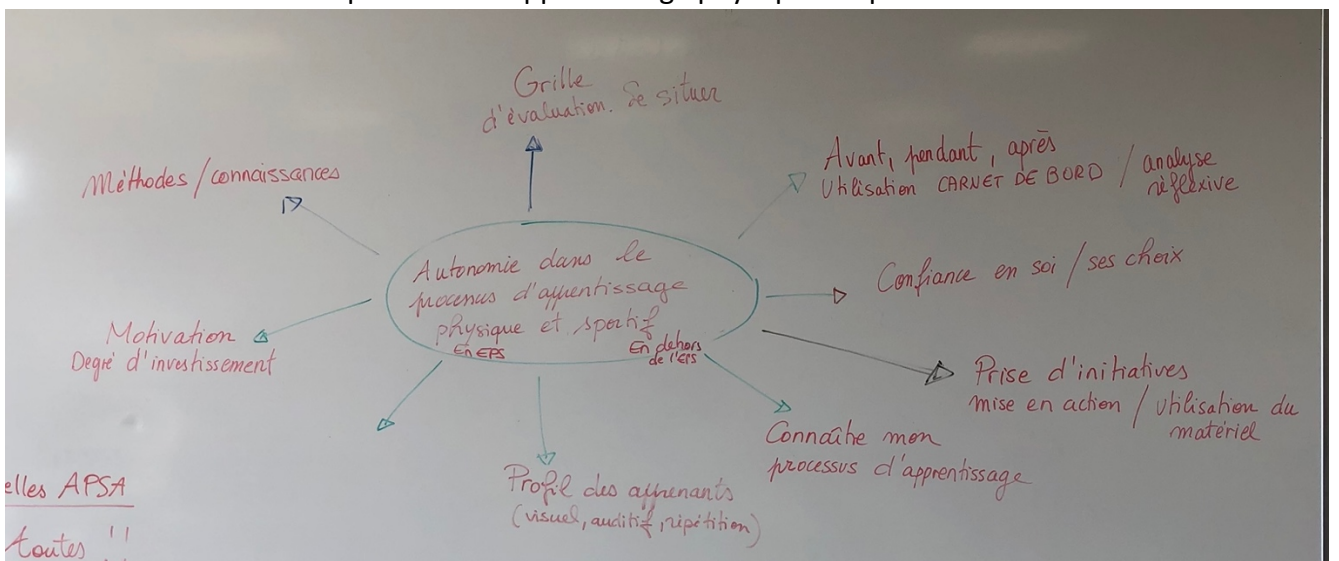 Grille
d'évaluation. Se situer
Méthodes / connaissances
Avant, pendant, après
Utilisation CARNET DE BORD / analyse
réflexive
Autonomie dans le
processus d'apprentissage
physique et sportif
En EPS
En dehors
de l'EPS
Confiance en soi / ses choix
Motivation
Degré d'investissement
Prise d'initiatives
mise en action / Utilisation du
matériel
Connaître mon
processus d'apprentissage
Profil des apprenants
(visuel, auditif, répétition)
elles APSA
toutes !!